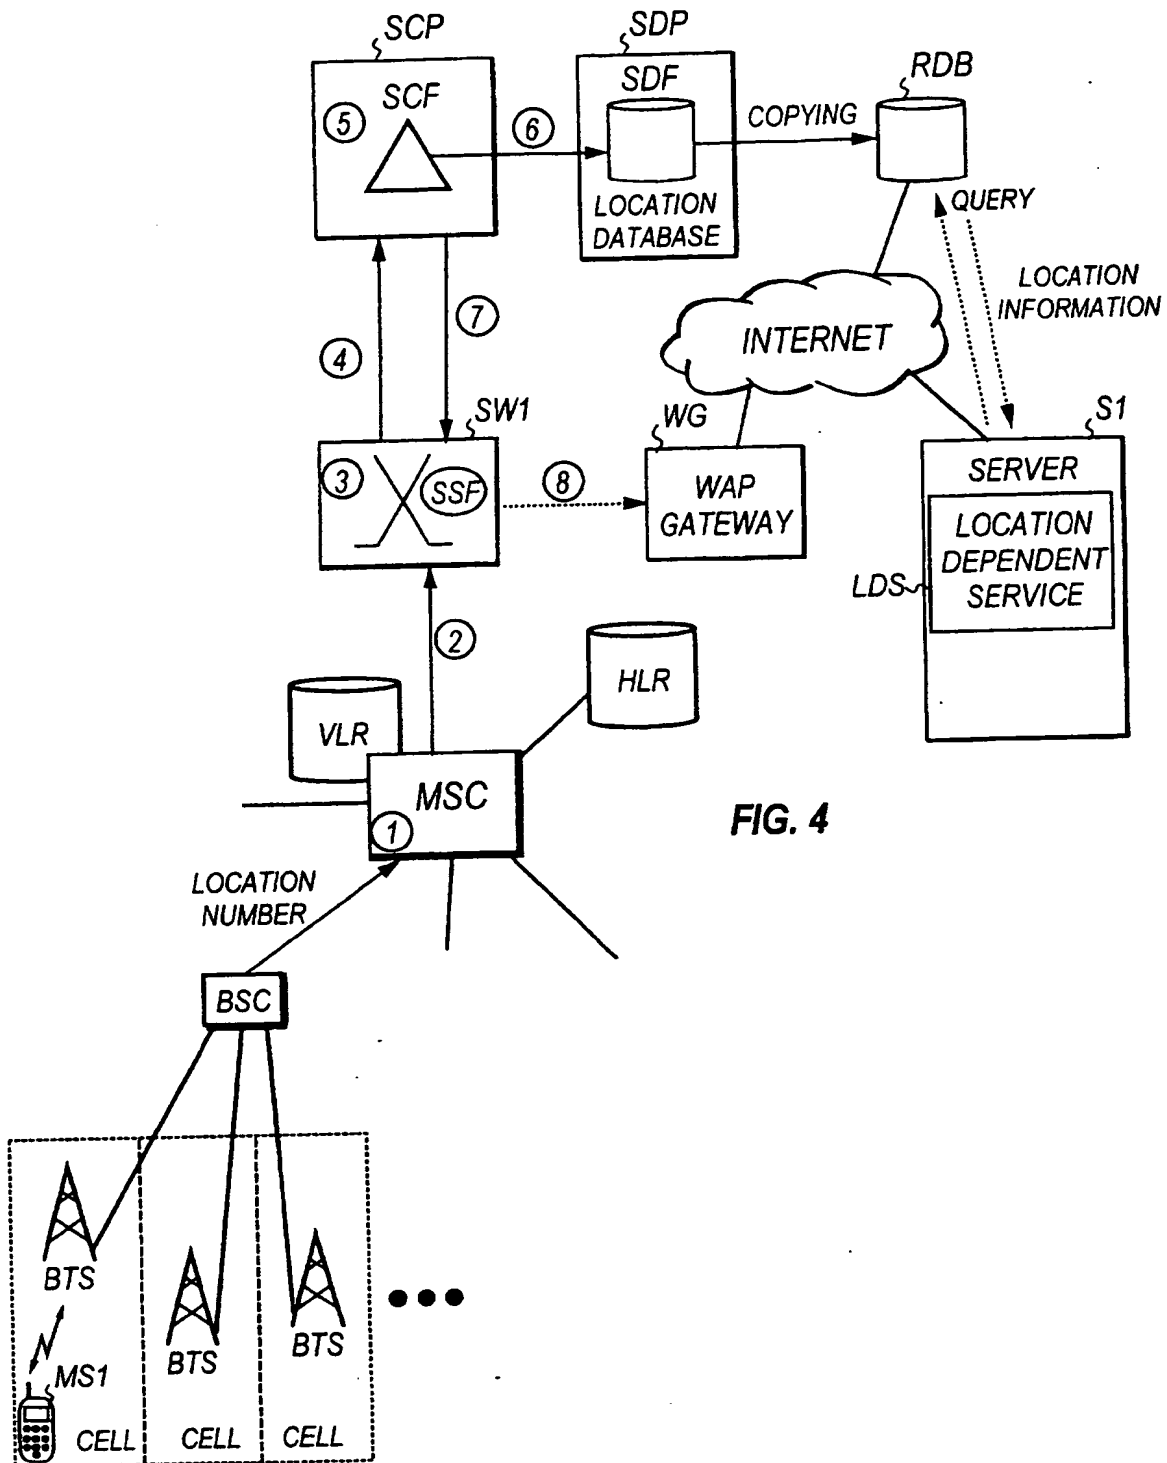 SCP
SDP
RDB
SCF
5
6
SDF
COPYING
LOCATION
DATABASE
QUERY
LOCATION
INFORMATION
INTERNET
4
7
SW1
WG
S1
3
SSF
8
WAP
GATEWAY
SERVER
LOCATION
DEPENDENT
SERVICE
LDS
2
HLR
VLR
MSC
1
FIG. 4
LOCATION
NUMBER
BSC
BTS
BTS
BTS
MS1
CELL
CELL
CELL